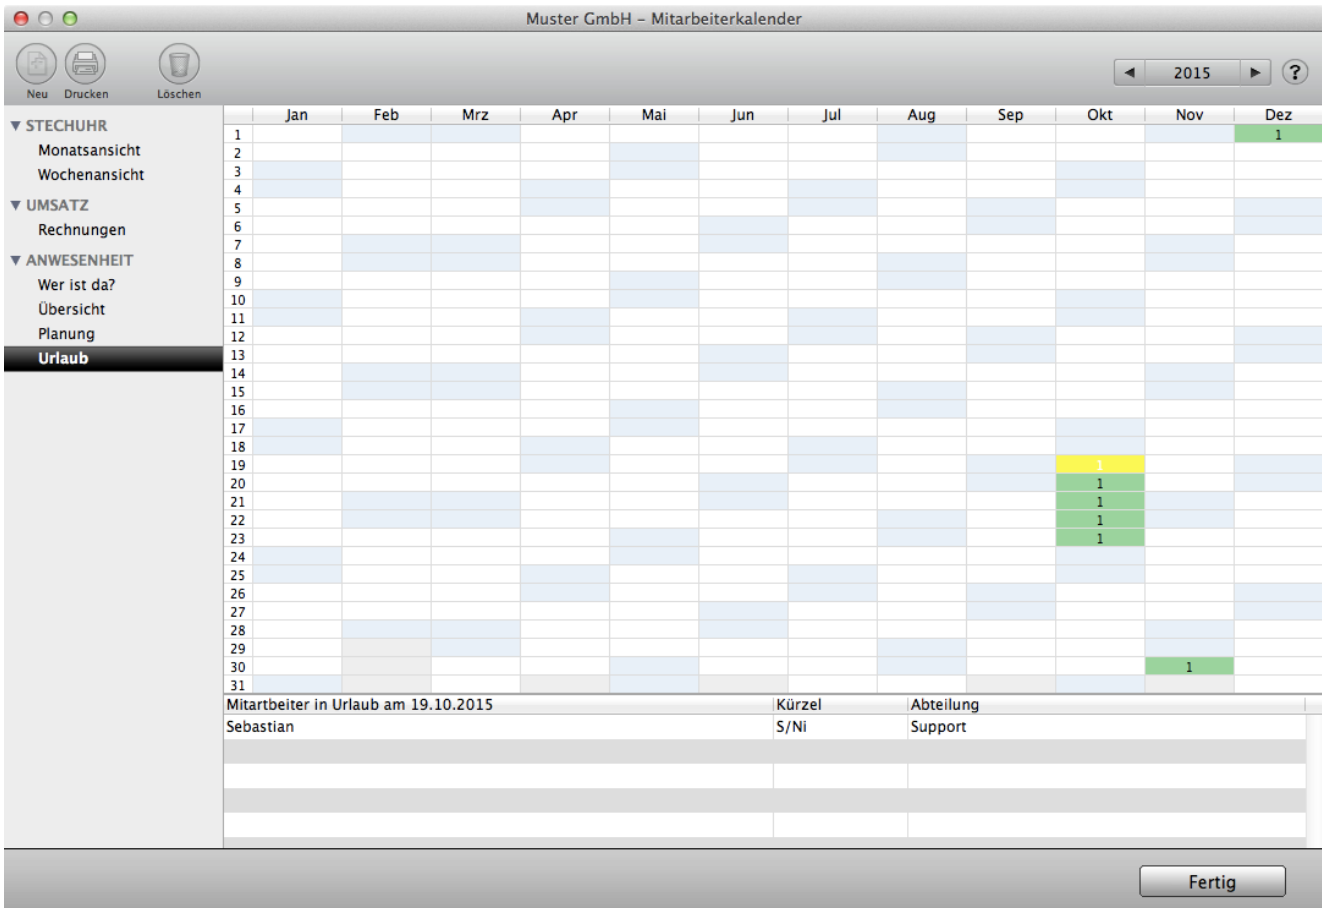 Muster GmbH – Mitarbeiterkalender
Neu Drucken Löschen
◀ 2015 ▶ ?
▼ STECHUHR
Monatsansicht
Wochenansicht
▼ UMSATZ
Rechnungen
▼ ANWESENHEIT
Wer ist da?
Übersicht
Planung
Urlaub
Jan Feb Mrz Apr Mai Jun Jul Aug Sep Okt Nov Dez
1 1
2
3
4
5
6
7
8
9
10
11
12
13
14
15
16
17
18
19 1
20 1
21 1
22 1
23 1
24
25
26
27
28
29
30 1
31
Mitartbeiter in Urlaub am 19.10.2015 Kürzel Abteilung
Sebastian S/Ni Support
Fertig